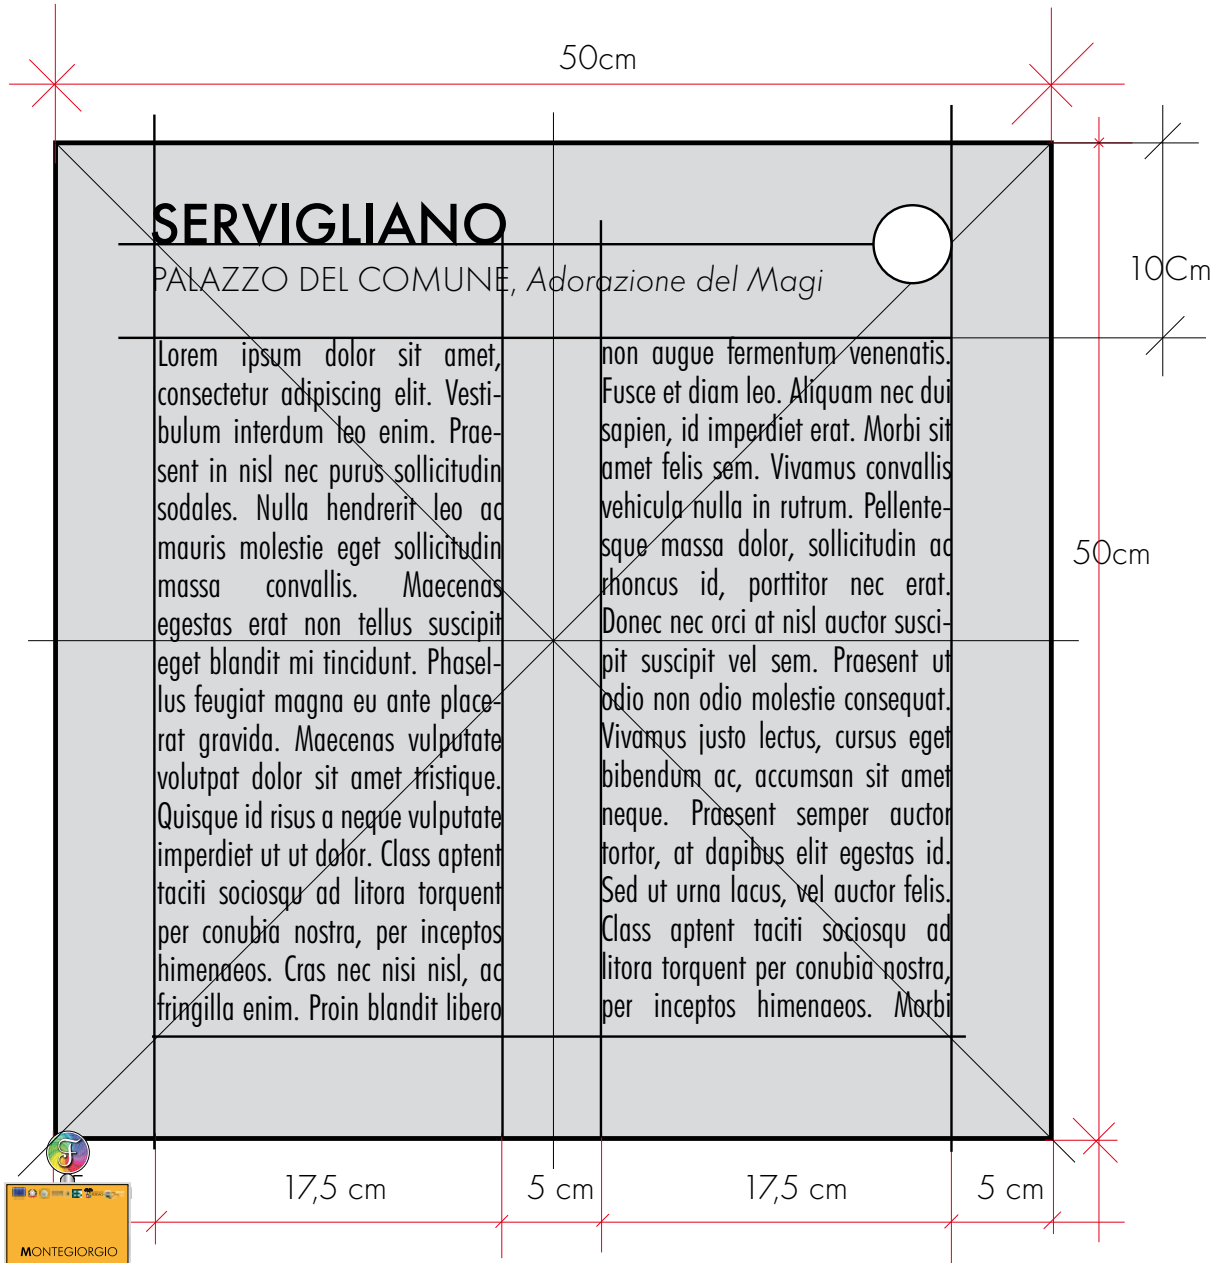 50cm
SERVIGLIANO
10Cm
PALAZZO DEL COMUNE, Adorazione del Magi
Lorem ipsum dolor sit amet,
consectetur adipiscing elit. Vesti-
bulum interdum leo enim. Prae-
sent in nisl nec purus sollicitudin
sodales. Nulla hendrerit leo ac
mauris molestie eget sollicitudin
massa convallis. Maecenas
egestas erat non tellus suscipit
eget blandit mi tincidunt. Phasel-
lus feugiat magna eu ante place-
rat gravida. Maecenas vulputate
volutpat dolor sit amet tristique.
Quisque id risus a neque vulputate
imperdiet ut ut dolor. Class aptent
taciti sociosqu ad litora torquent
per conubia nostra, per inceptos
himenaeos. Cras nec nisi nisl, ac
fringilla enim. Proin blandit libero
non augue fermentum venenatis.
Fusce et diam leo. Aliquam nec dui
sapien, id imperdiet erat. Morbi sit
amet felis sem. Vivamus convallis
vehicula nulla in rutrum. Pellente-
sque massa dolor, sollicitudin ac
rhoncus id, porttitor nec erat.
Donec nec orci at nisl auctor susci-
pit suscipit vel sem. Praesent ut
odio non odio molestie consequat.
Vivamus justo lectus, cursus eget
bibendum ac, accumsan sit amet
neque. Praesent semper auctor
tortor, at dapibus elit egestas id.
Sed ut urna lacus, vel auctor felis.
Class aptent taciti sociosqu ad
litora torquent per conubia nostra,
per inceptos himenaeos. Morbi
50cm
17,5 cm
5 cm
17,5 cm
5 cm
MONTEGIORGIO